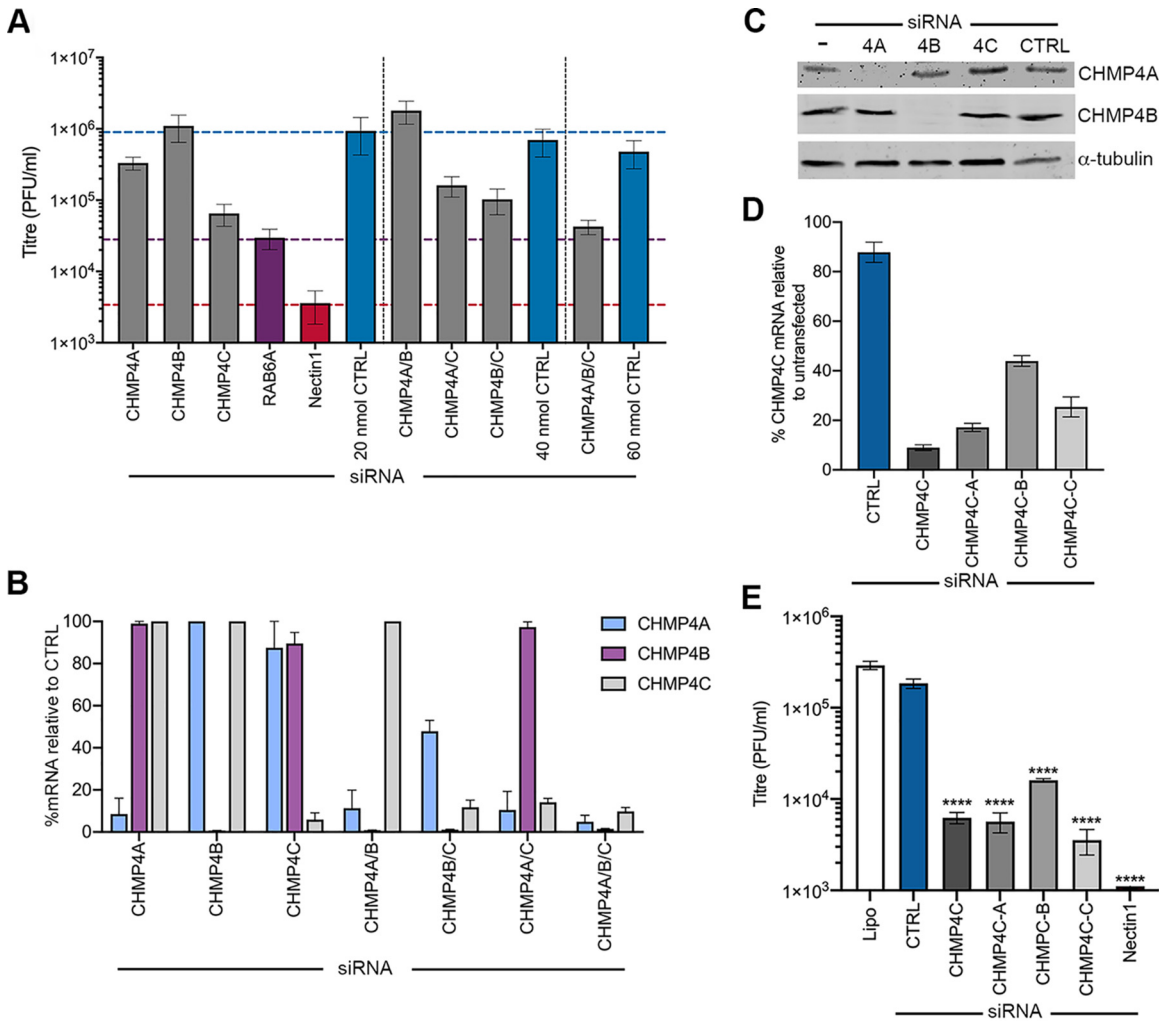 A
Titre (PFU/ml)
1×10⁷
1×10⁶
1×10⁵
1×10⁴
1×10³
CHMP4A
CHMP4B
CHMP4C
RAB6A
Nectin1
20 nmol CTRL
CHMP4A/B
CHMP4A/C
CHMP4B/C
40 nmol CTRL
CHMP4A/B/C
60 nmol CTRL
siRNA
B
%mRNA relative to CTRL
100
80
60
40
20
0
CHMP4A
CHMP4B
CHMP4C
CHMP4A
CHMP4B
CHMP4C
CHMP4A/B
CHMP4B/C
CHMP4A/C
CHMP4A/B/C
siRNA
C
siRNA
– 4A 4B 4C CTRL
CHMP4A
CHMP4B
α-tubulin
D
% CHMP4C mRNA relative
to untransfected
100
80
60
40
20
0
CTRL
CHMP4C
CHMP4C-A
CHMP4C-B
CHMP4C-C
siRNA
E
Titre (PFU/ml)
1×10⁶
1×10⁵
1×10⁴
1×10³
**** **** **** **** ****
Lipo
CTRL
CHMP4C
CHMP4C-A
CHMPC-B
CHMP4C-C
Nectin1
siRNA